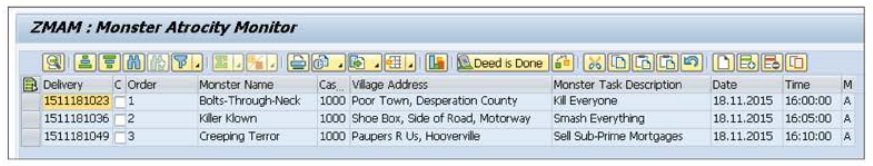 ZMAM : Monster Atrocity Monitor
Deed is Done
Delivery C Order Monster Name Cas... Village Address Monster Task Description Date Time M
1511181023 1 Bolts-Through-Neck 1000 Poor Town, Desperation County Kill Everyone 18.11.2015 16:00:00 A
1511181036 2 Killer Klown 1000 Shoe Box, Side of Road, Motorway Smash Everything 18.11.2015 16:05:00 A
1511181049 3 Creeping Terror 1000 Paupers R Us, Hooverville Sell Sub-Prime Mortgages 18.11.2015 16:10:00 A